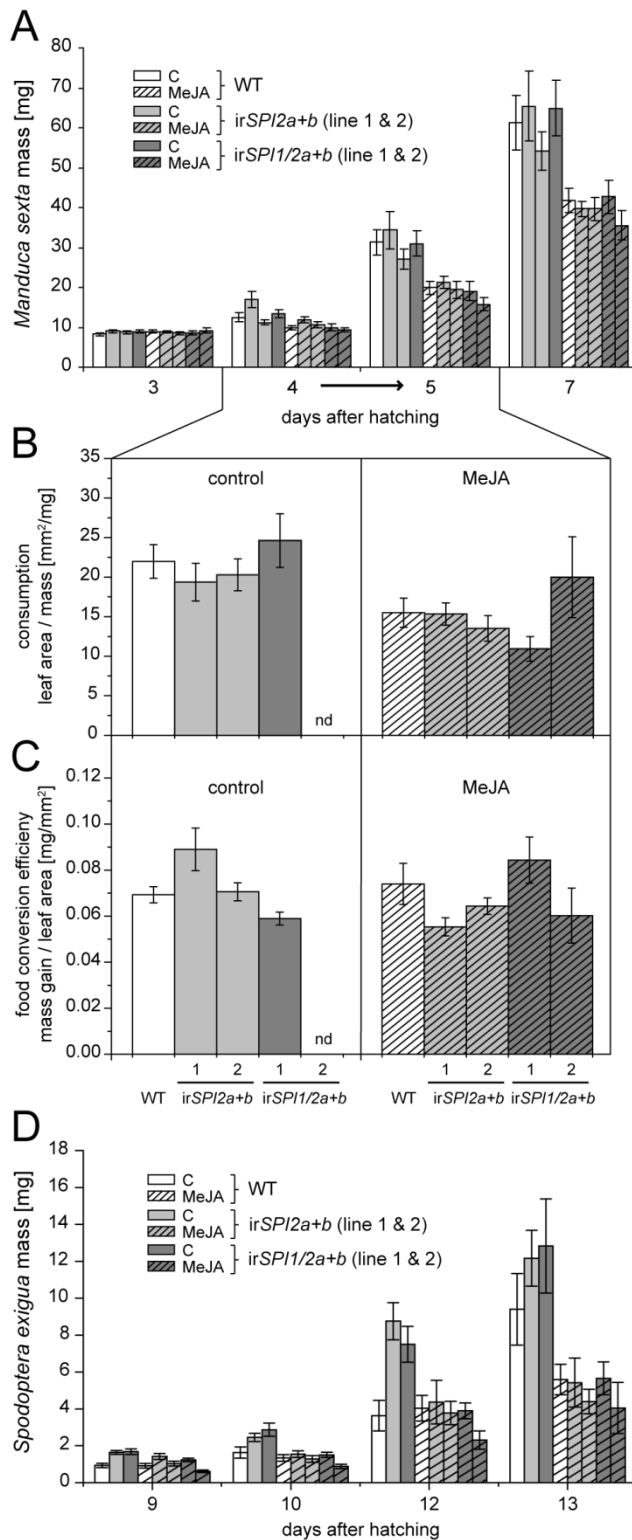 A
Manduca sexta mass [mg]
80
70
60
50
40
30
20
10
0
C
MeJA
WT
C
MeJA
irSPI2a+b (line 1 & 2)
C
MeJA
irSPI1/2a+b (line 1 & 2)
3 4 5 7
days after hatching
B
consumption
leaf area / mass [mm²/mg]
35
30
25
20
15
10
5
0
control MeJA
nd
C
food conversion efficieny
mass gain / leaf area [mg/mm²]
0.12
0.10
0.08
0.06
0.04
0.02
0.00
control MeJA
nd
1 2 1 2 1 2 1 2
WT irSPI2a+b irSPI1/2a+b WT irSPI2a+b irSPI1/2a+b
D
Spodoptera exigua mass [mg]
18
16
14
12
10
8
6
4
2
0
C
MeJA
WT
C
MeJA
irSPI2a+b (line 1 & 2)
C
MeJA
irSPI1/2a+b (line 1 & 2)
9 10 12 13
days after hatching